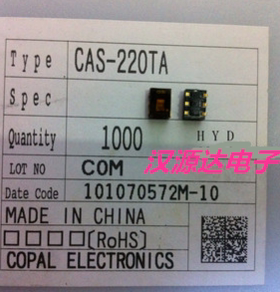 Type CAS-220TA
Spec
Quantity 1000 HYD
汉源达电子
LOT NO COM
Date Code 101070572M-10
MADE IN CHINA
□□□□(RoHS)
COPAL ELECTRONICS